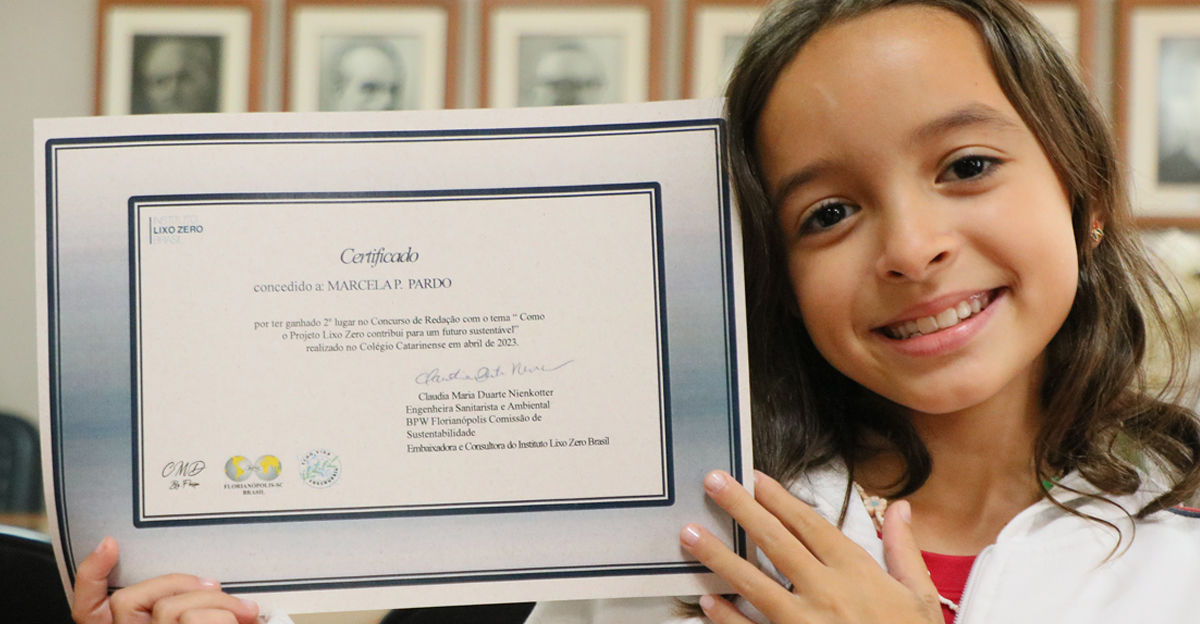 INSTITUTO
LIXO ZERO
BRASIL
Certificado
concedido a: MARCELA P. PARDO
por ter ganhado 2º lugar no Concurso de Redação com o tema “ Como
o Projeto Lixo Zero contribui para um futuro sustentável”
realizado no Colégio Catarinense em abril de 2023.
Claudia Maria Duarte Nienkotter
Engenheira Sanitarista e Ambiental
BPW Florianópolis Comissão de
Sustentabilidade
Embaixadora e Consultora do Instituto Lixo Zero Brasil
CMD
FLORIANÓPOLIS-SC
BRASIL